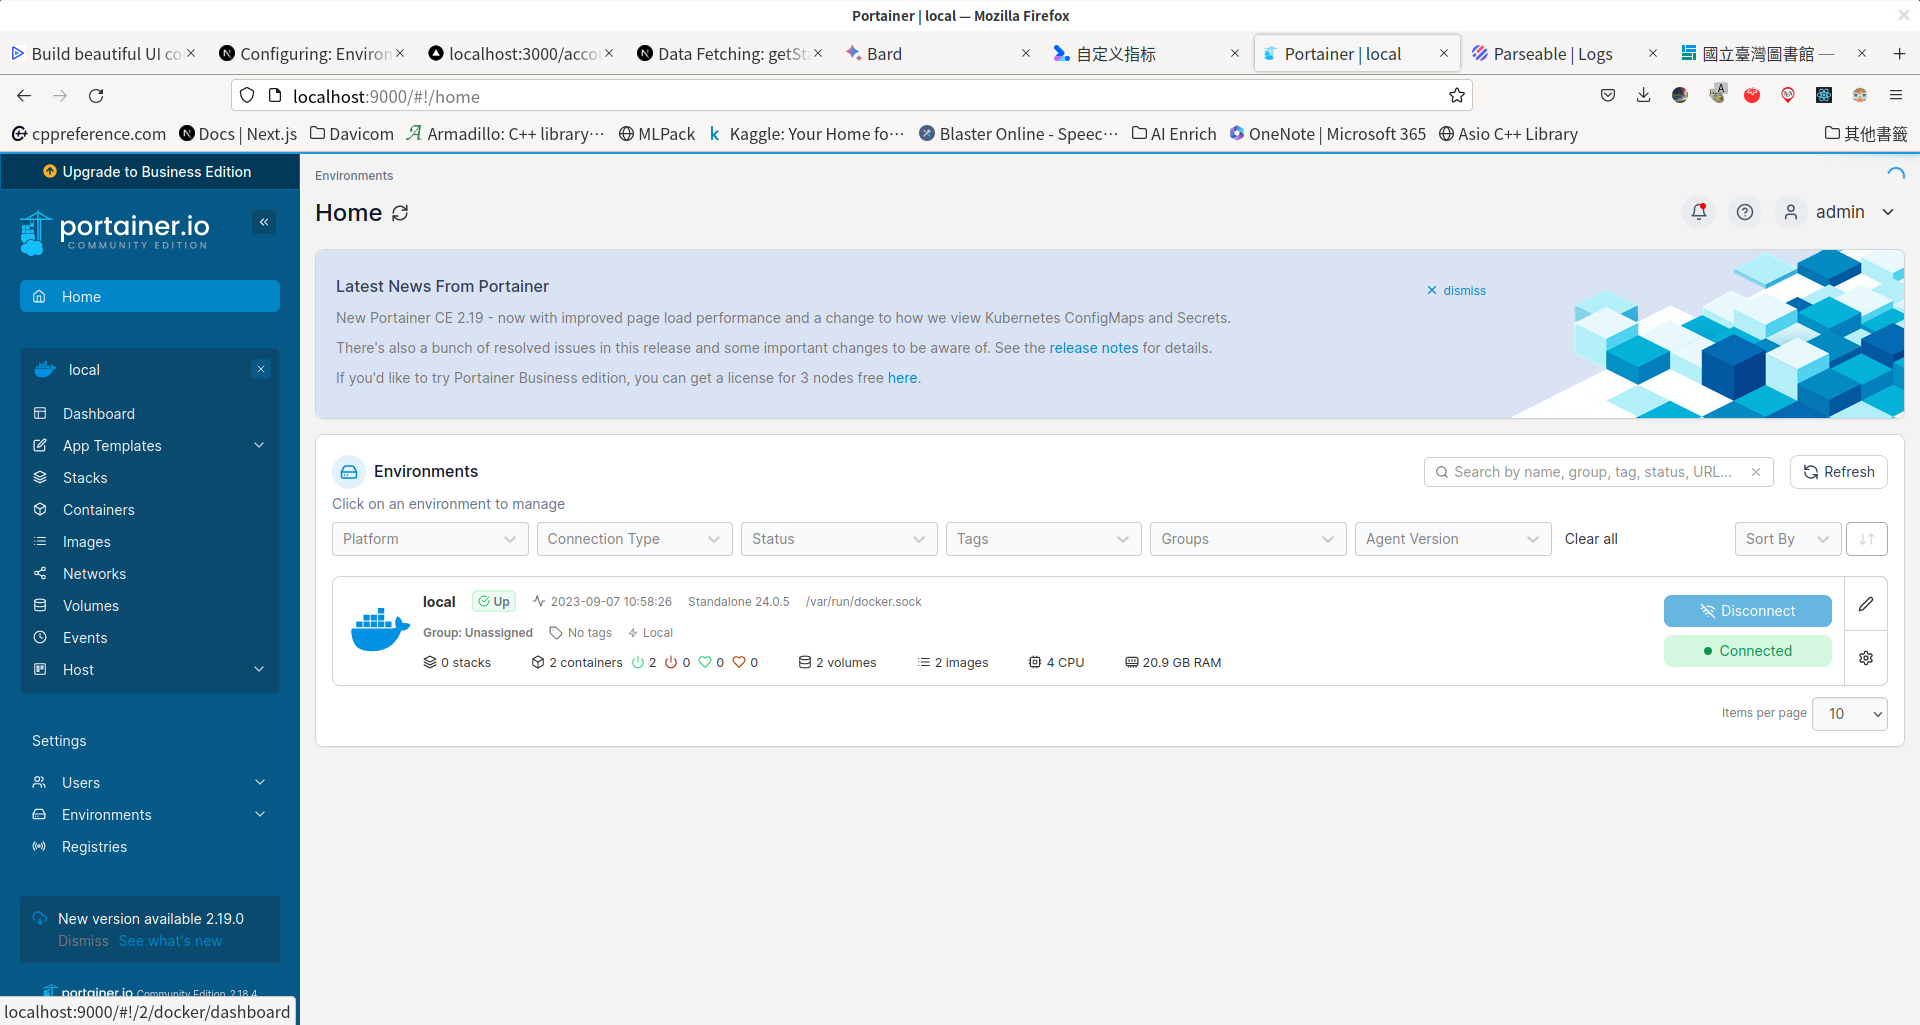 Portainer | local — Mozilla Firefox
Build beautiful UI co
Configuring: Environ
localhost:3000/accou
Data Fetching: getSta
Bard
自定义指标
Portainer | local
Parseable | Logs
國立臺灣圖書館 —
localhost:9000/#!/home
cppreference.com
Docs | Next.js
Davicom
Armadillo: C++ library…
MLPack
Kaggle: Your Home fo…
Blaster Online - Speec…
AI Enrich
OneNote | Microsoft 365
Asio C++ Library
其他書籤
Upgrade to Business Edition
portainer.io
COMMUNITY EDITION
Home
local
Dashboard
App Templates
Stacks
Containers
Images
Networks
Volumes
Events
Host
Settings
Users
Environments
Registries
New version available 2.19.0
Dismiss See what's new
portainer.io Community Edition 2.18.4
localhost:9000/#!/2/docker/dashboard
Environments
Home
admin
Latest News From Portainer
dismiss
New Portainer CE 2.19 - now with improved page load performance and a change to how we view Kubernetes ConfigMaps and Secrets.
There's also a bunch of resolved issues in this release and some important changes to be aware of. See the release notes for details.
If you'd like to try Portainer Business edition, you can get a license for 3 nodes free here.
Environments
Search by name, group, tag, status, URL...
Refresh
Click on an environment to manage
Platform
Connection Type
Status
Tags
Groups
Agent Version
Clear all
Sort By
local Up 2023-09-07 10:58:26 Standalone 24.0.5 /var/run/docker.sock
Group: Unassigned No tags Local
0 stacks 2 containers 2 0 0 0 2 volumes 2 images 4 CPU 20.9 GB RAM
Disconnect
Connected
Items per page 10